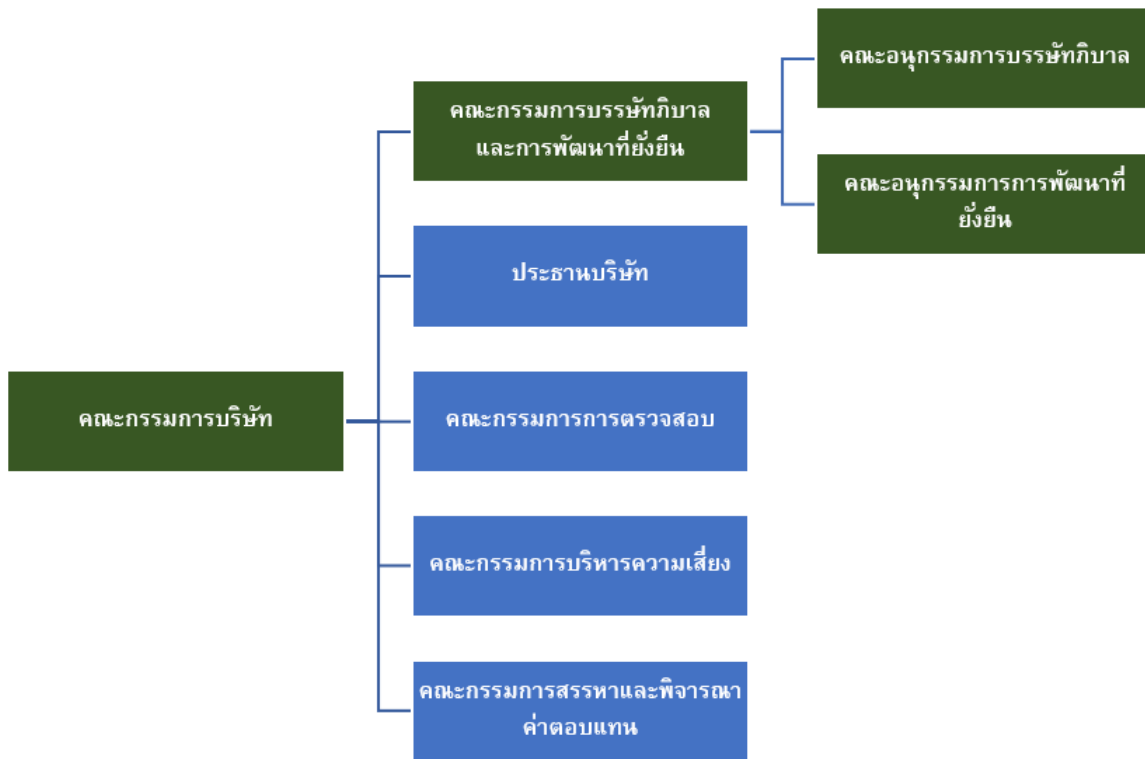 คณะกรรมการบริษัท
คณะกรรมการบรรษัทภิบาล
และการพัฒนาที่ยั่งยืน
คณะอนุกรรมการบรรษัทภิบาล
คณะอนุกรรมการการพัฒนาที่
ยั่งยืน
ประธานบริษัท
คณะกรรมการการตรวจสอบ
คณะกรรมการบริหารความเสี่ยง
คณะกรรมการสรรหาและพิจารณา
ค่าตอบแทน